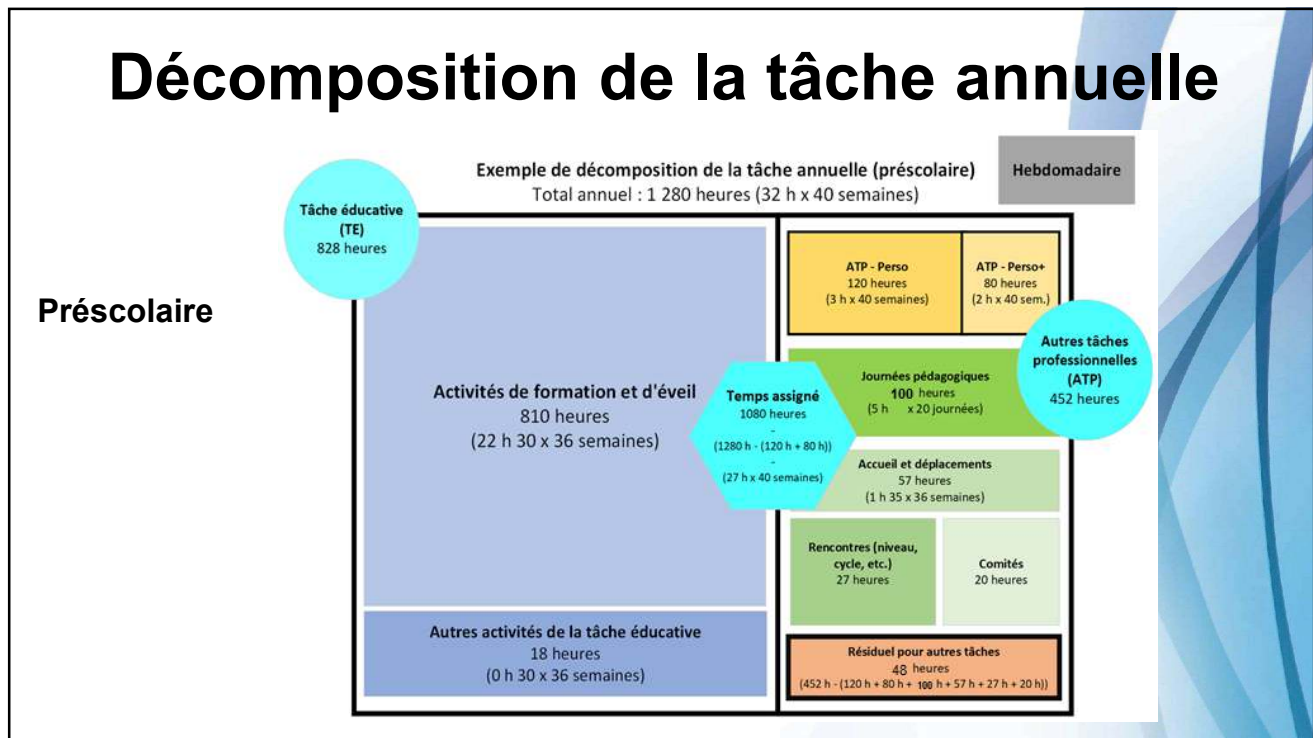 Décomposition de la tâche annuelle
Exemple de décomposition de la tâche annuelle (préscolaire)
Total annuel : 1 280 heures (32 h x 40 semaines)
Hebdomadaire
Tâche éducative
(TE)
828 heures
Préscolaire
Activités de formation et d'éveil
810 heures
(22 h 30 x 36 semaines)
Autres activités de la tâche éducative
18 heures
(0 h 30 x 36 semaines)
Temps assigné
1080 heures
-
(1280 h - (120 h + 80 h))
-
(27 h x 40 semaines)
ATP - Perso
120 heures
(3 h x 40 semaines)
ATP - Perso+
80 heures
(2 h x 40 sem.)
Autres tâches
professionnelles
(ATP)
452 heures
Journées pédagogiques
100 heures
(5 h x 20 journées)
Accueil et déplacements
57 heures
(1 h 35 x 36 semaines)
Rencontres (niveau,
cycle, etc.)
27 heures
Comités
20 heures
Résiduel pour autres tâches
48 heures
(452 h - (120 h + 80 h + 100 h + 57 h + 27 h + 20 h))